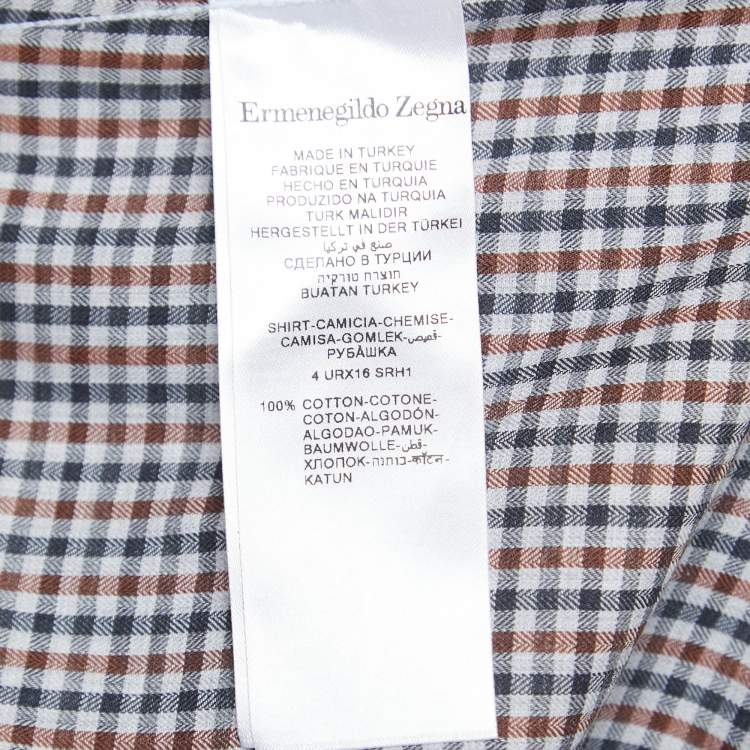 Ermenegildo Zegna
MADE IN TURKEY
FABRIQUE EN TURQUIE
HECHO EN TURQUIA
PRODUZIDO NA TURQUIA
TURK MALIDIR
HERGESTELLT IN DER TÜRKEI
صنع في تركيا
СДЕЛАНО В ТУРЦИИ
תוצרת טורקיה
BUATAN TURKEY
SHIRT-CAMICIA-CHEMISE-
CAMISA-GOMLEK-قميص-
РУБАШКА
4 URX16 SRH1
100% COTTON-COTONE-
COTON-ALGODÓN-
ALGODAO-PAMUK-
BAUMWOLLE-قطن-
ХЛОПОК-כותנה-कॉटन-
KATUN